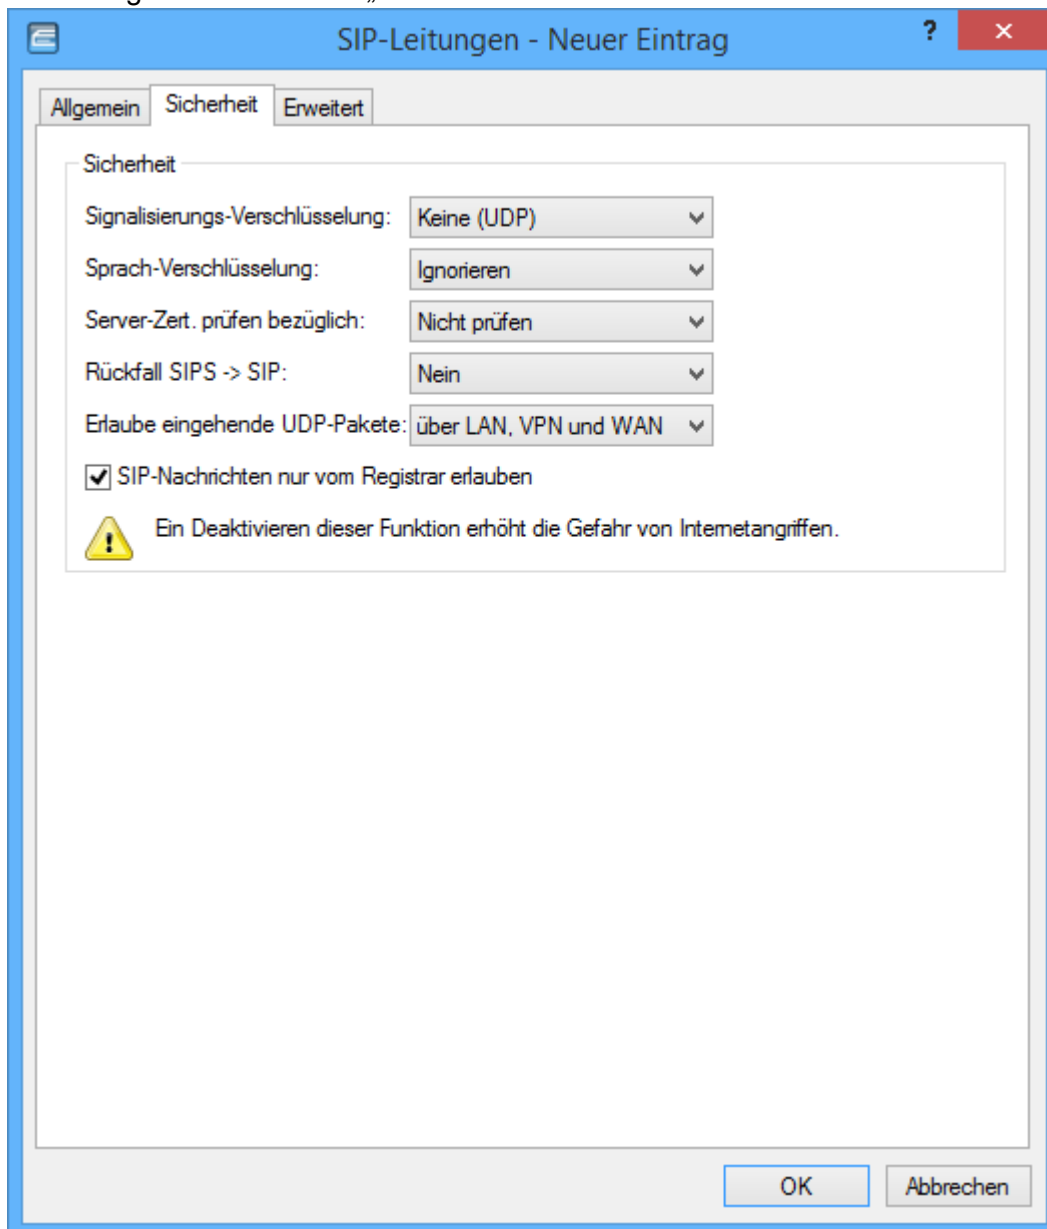 „
SIP-Leitungen - Neuer Eintrag ? ×
Allgemein Sicherheit Erweitert
Sicherheit
Signalisierungs-Verschlüsselung: Keine (UDP)
Sprach-Verschlüsselung: Ignorieren
Server-Zert. prüfen bezüglich: Nicht prüfen
Rückfall SIPS -> SIP: Nein
Erlaube eingehende UDP-Pakete: über LAN, VPN und WAN
SIP-Nachrichten nur vom Registrar erlauben
Ein Deaktivieren dieser Funktion erhöht die Gefahr von Internetangriffen.
OK Abbrechen